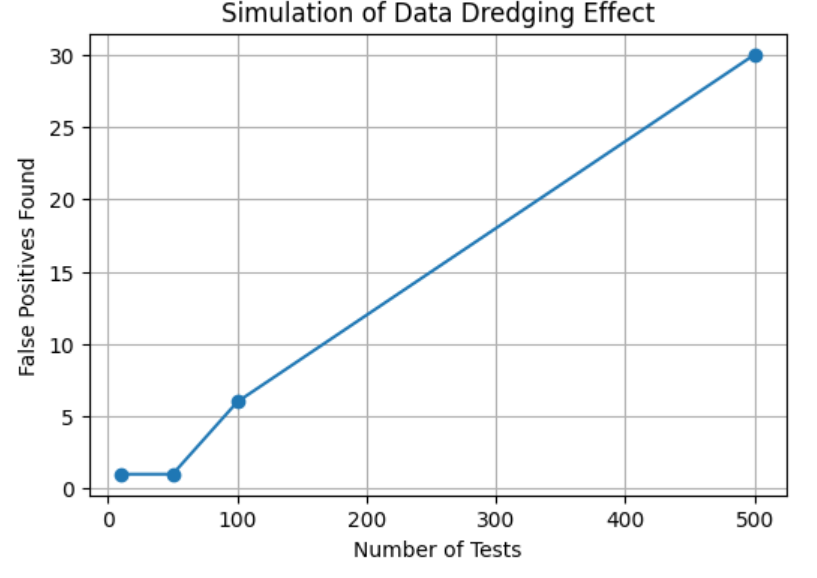 Simulation of Data Dredging Effect
30
25
20
15
10
5
0
False Positives Found
0 100 200 300 400 500
Number of Tests